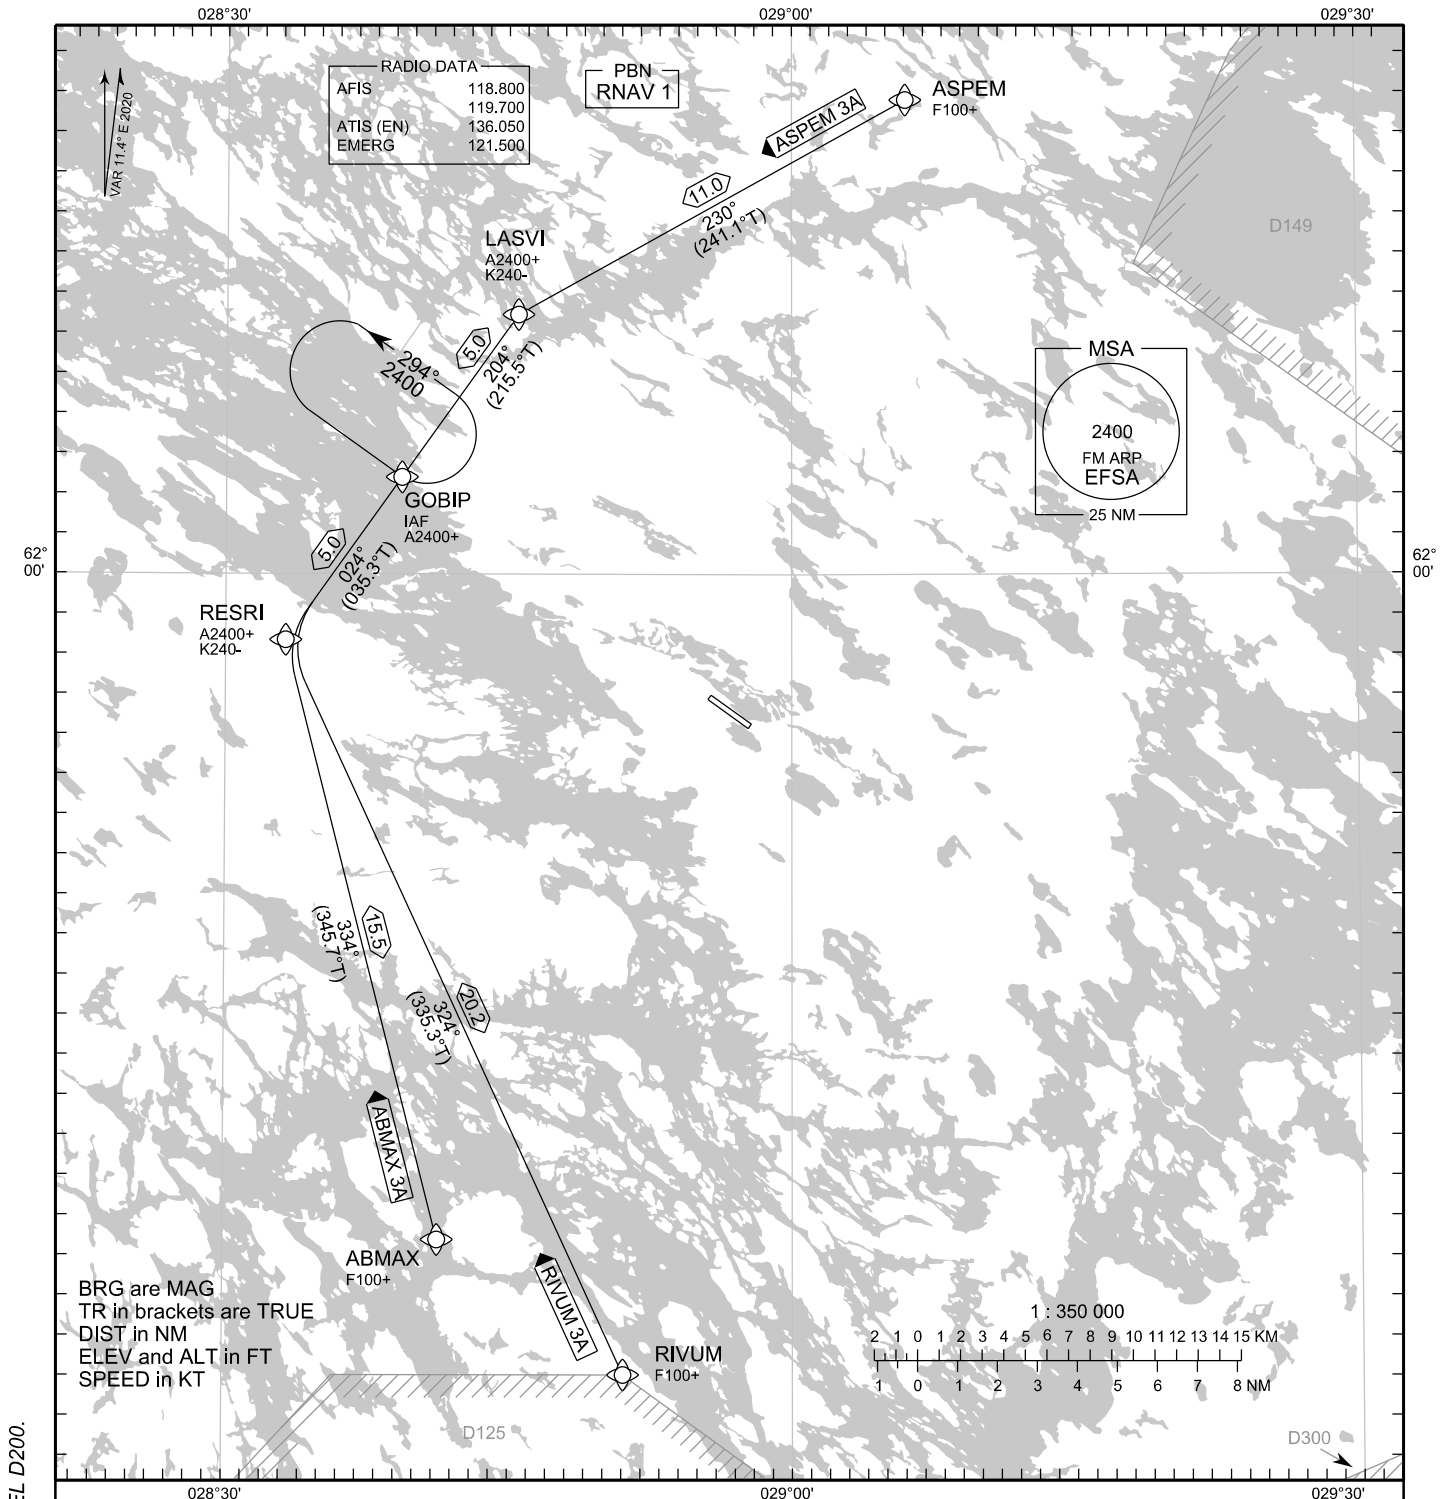 028°30'
029°00'
029°30'
VAR 11.4° E 2020
RADIO DATA
AFIS 118.800
119.700
ATIS (EN) 136.050
EMERG 121.500
PBN
RNAV 1
ASPEM
F100+
ASPEM 3A
11.0
230°
(241.1°T)
D149
LASVI
A2400+
K240-
5.0
204°
(215.5°T)
294°
2400
MSA
2400
FM ARP
EFSA
25 NM
GOBIP
IAF
A2400+
5.0
024°
(035.3°T)
62°
00'
62°
00'
RESRI
A2400+
K240-
15.5
334°
(345.7°T)
20.2
324°
(335.3°T)
ABMAX 3A
ABMAX
F100+
RIVUM 3A
RIVUM
F100+
BRG are MAG
TR in brackets are TRUE
DIST in NM
ELEV and ALT in FT
SPEED in KT
1 : 350 000
2 1 0 1 2 3 4 5 6 7 8 9 10 11 12 13 14 15 KM
1 0 1 2 3 4 5 6 7 8 NM
D125
D300
EL D200.
028°30'
029°00'
029°30'